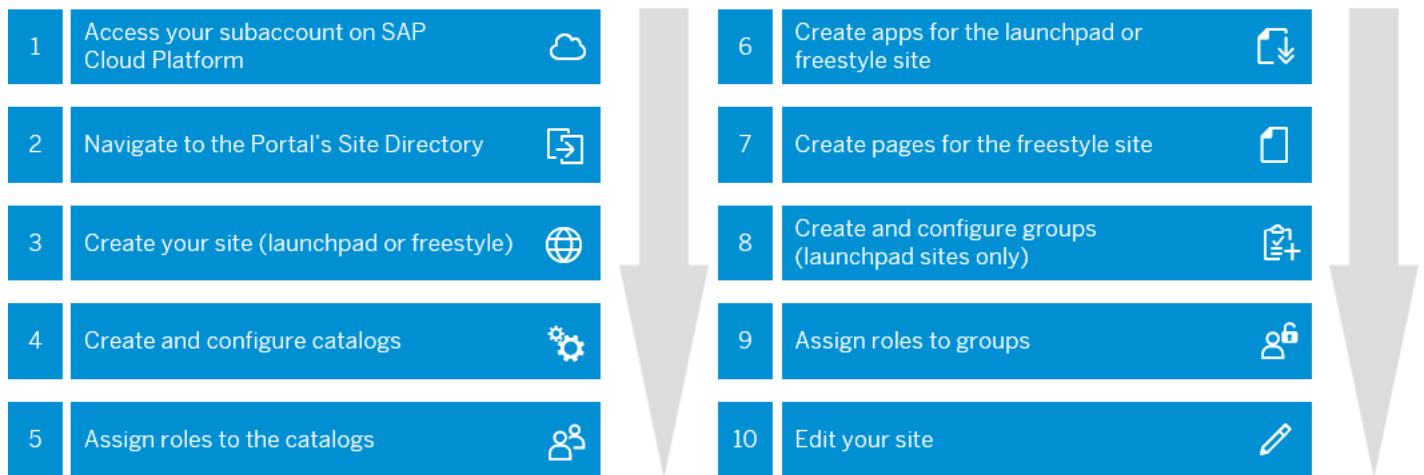 1
Access your subaccount on SAP
Cloud Platform
2
Navigate to the Portal's Site Directory
3
Create your site (launchpad or freestyle)
4
Create and configure catalogs
5
Assign roles to the catalogs
6
Create apps for the launchpad or
freestyle site
7
Create pages for the freestyle site
8
Create and configure groups
(launchpad sites only)
9
Assign roles to groups
10
Edit your site